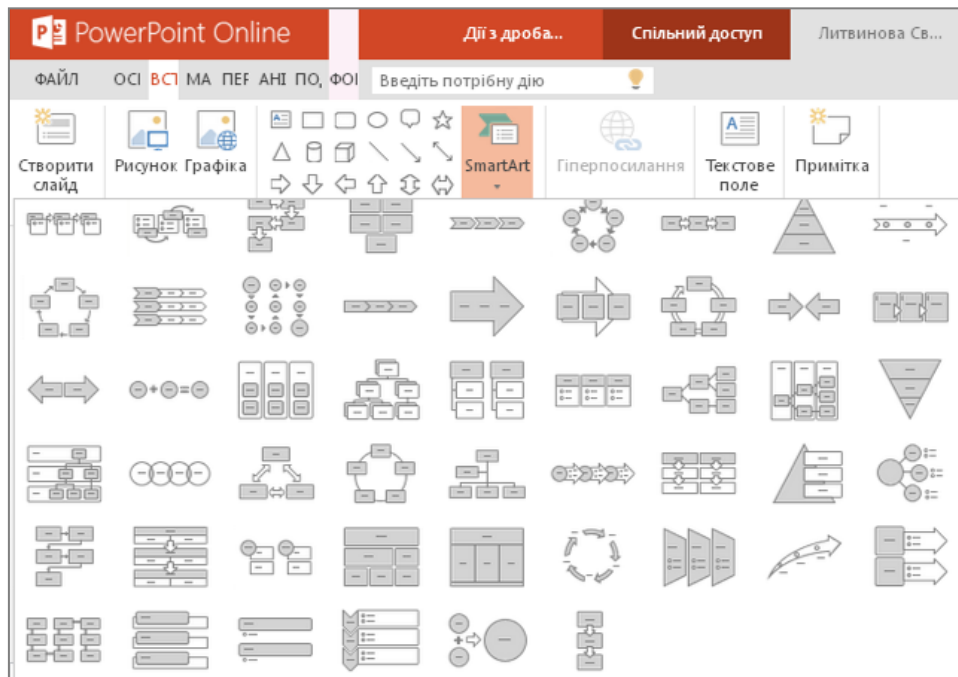 PowerPoint Online
Дії з дроба...
Спільний доступ
Литвинова Св...
ФАЙЛ ОСІ ВСТ МА ПЕР АНІ ПО, ФОІ
Введіть потрібну дію
Створити слайд
Рисунок
Графіка
SmartArt
Гіперпосилання
Текстове поле
Примітка